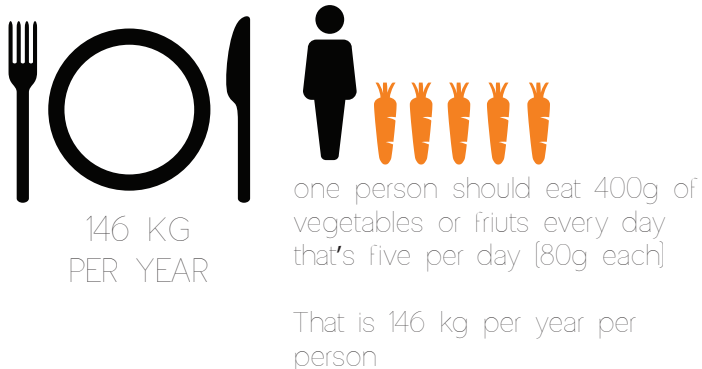 146 KG
PER YEAR
one person should eat 400g of
vegetables or friuts every day
that's five per day (80g each)
That is 146 kg per year per
person